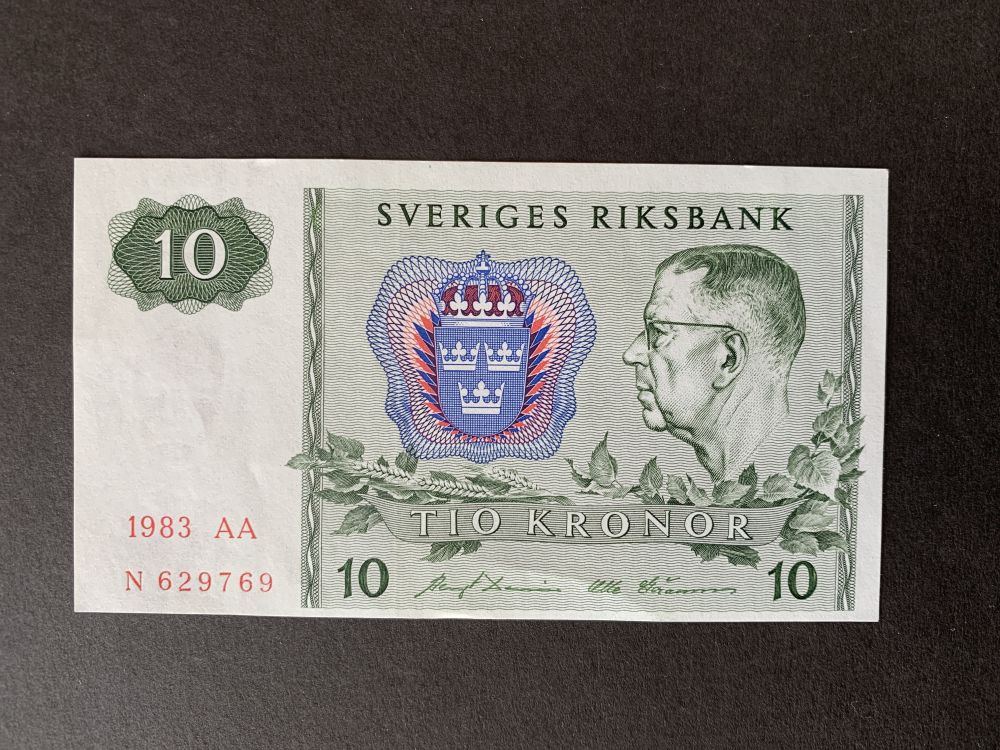 10
SVERIGES RIKSBANK
TIO KRONOR
1983 AA
N 629769
10
10